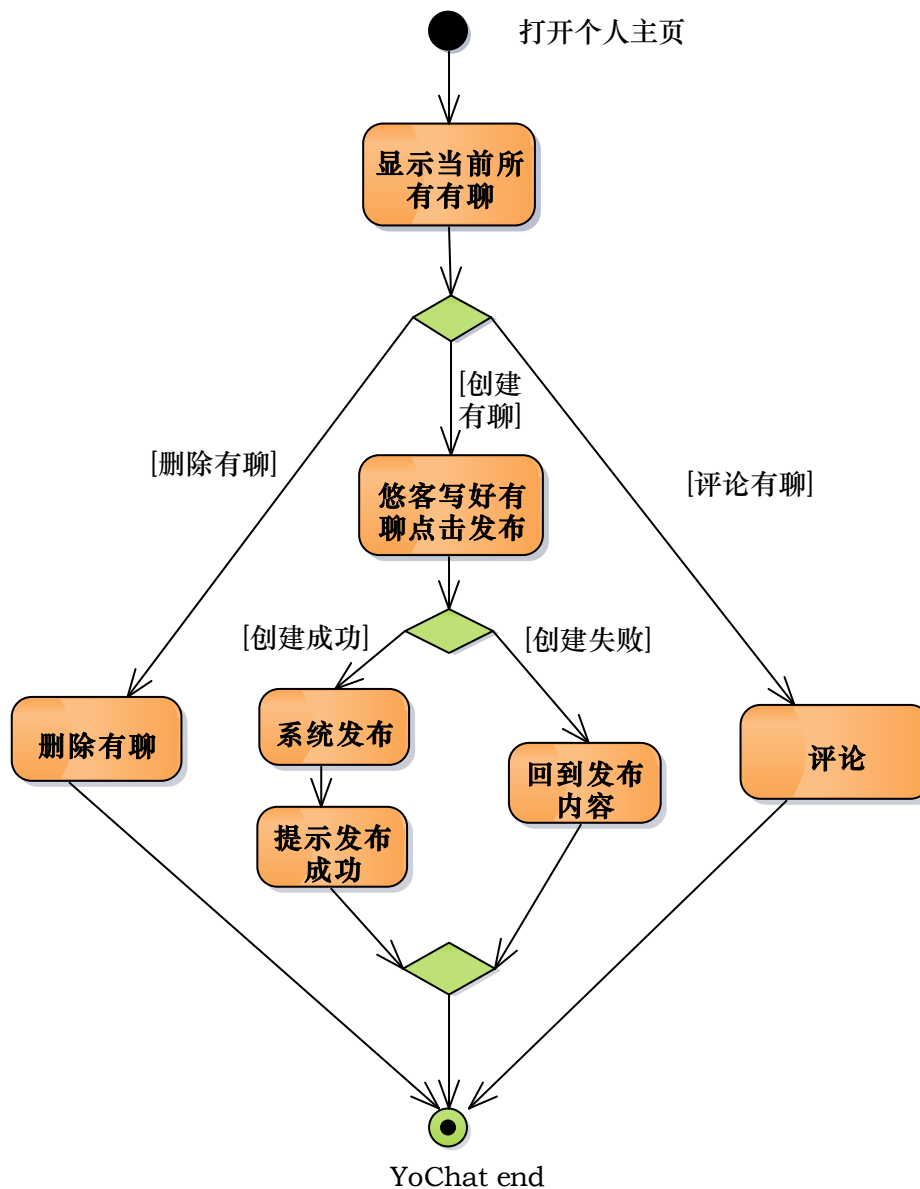 打开个人主页
显示当前所
有有聊
[创建
有聊]
[删除有聊]
[评论有聊]
悠客写好有
聊点击发布
[创建成功]
[创建失败]
删除有聊
系统发布
回到发布
内容
评论
提示发布
成功
YoChat end